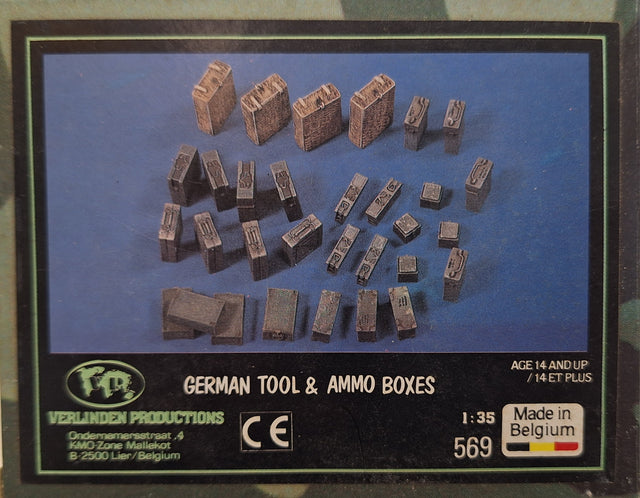 GERMAN TOOL & AMMO BOXES
AGE 14 AND UP
/ 14 ET PLUS
VP.
VERLINDEN PRODUCTIONS
Ondernemersstraat 4
KMO-Zone Mallekot
B-2500 Lier/Belgium
CE
1:35
569
Made in
Belgium